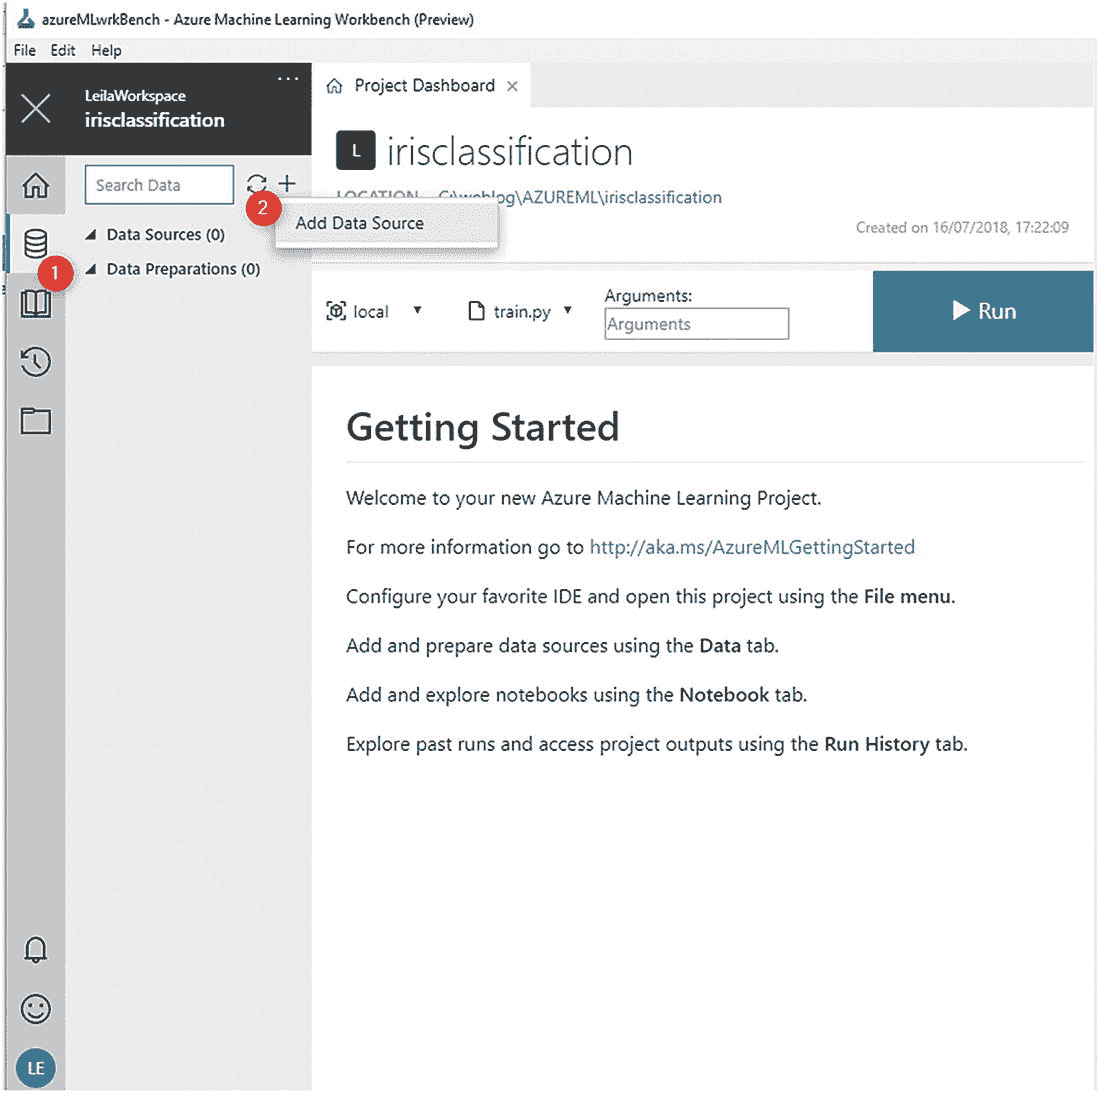 azureMLwrkBench - Azure Machine Learning Workbench (Preview)
File Edit Help
LeilaWorkspace
irisclassification
Project Dashboard
L
irisclassification
Search Data
2
Add Data Source
LOCATION C:\weblog\AZUREML\irisclassification
Created on 16/07/2018, 17:22:09
Data Sources (0)
1
Data Preparations (0)
local
train.py
Arguments:
Arguments
Run
Getting Started
Welcome to your new Azure Machine Learning Project.
For more information go to http://aka.ms/AzureMLGettingStarted
Configure your favorite IDE and open this project using the File menu.
Add and prepare data sources using the Data tab.
Add and explore notebooks using the Notebook tab.
Explore past runs and access project outputs using the Run History tab.
LE